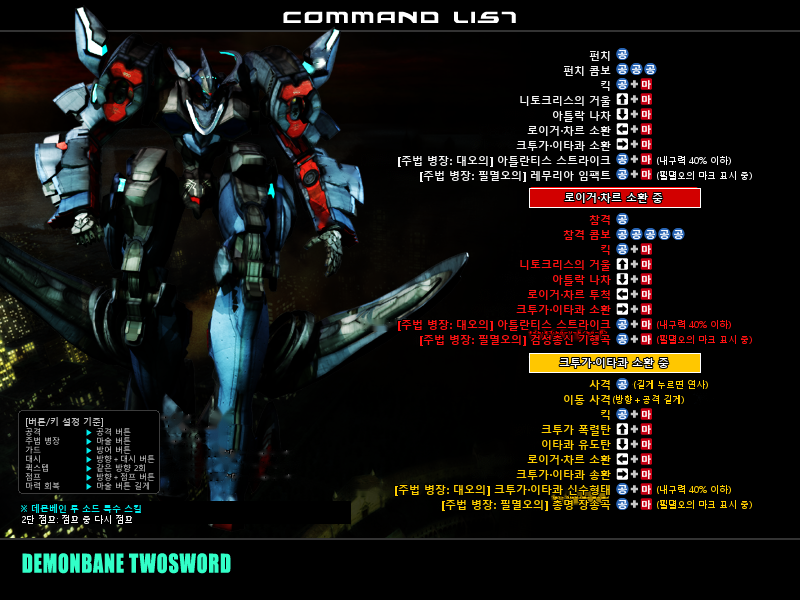 COMMAND LIST
펀치 공
펀치 콤보 공 공 공
킥 공+마
니토크리스의 거울 ⬆+마
아틀락 나차 ⬇+마
로이거·차르 소환 ⬅+마
크투가·이타콰 소환 ➡+마
[주법 병장: 대오의] 아틀란티스 스트라이크 공+마 (내구력 40% 이하)
[주법 병장: 필멸오의] 레무리아 임팩트 공+마 (필멸오의 마크 표시 중)
로이거·차르 소환 중
참격 공
참격 콤보 공 공 공 공 공
킥 공+마
니토크리스의 거울 ⬆+마
아틀락 나차 ⬇+마
로이거·차르 투척 ⬅+마
크투가·이타콰 소환 ➡+마
[주법 병장: 대오의] 아틀란티스 스트라이크 공+마 (내구력 40% 이하)
[주법 병장: 필멸오의] 공+마 (필멸오의 마크 표시 중)
크투가·이타콰 소환 중
사격 공 (길게 누르면 연사)
이동 사격(방향 + 공격 길게)
킥 공+마
크투가 폭렬탄 ⬆+마
이타콰 유도탄 ⬇+마
로이거·차르 소환 ⬅+마
크투가·이타콰 송환 ➡+마
[주법 병장: 대오의] 크투가·이타콰 신수형태 공+마 (내구력 40% 이하)
[주법 병장: 필멸오의] 종명 장송곡 공+마 (필멸오의 마크 표시 중)
[버튼/키 설정 기준]
공격 ▶ 공격 버튼
주법 병장 ▶ 마술 버튼
가드 ▶ 방어 버튼
대시 ▶ 방향 + 대시 버튼
퀵스텝 ▶ 같은 방향 2회
점프 ▶ 방향 + 점프 버튼
마력 회복 ▶ 마술 버튼 길게
※ 데몬베인 투 소드 특수 스킬
2단 점프: 점프 중 다시 점프
DEMONBANE TWOSWORD